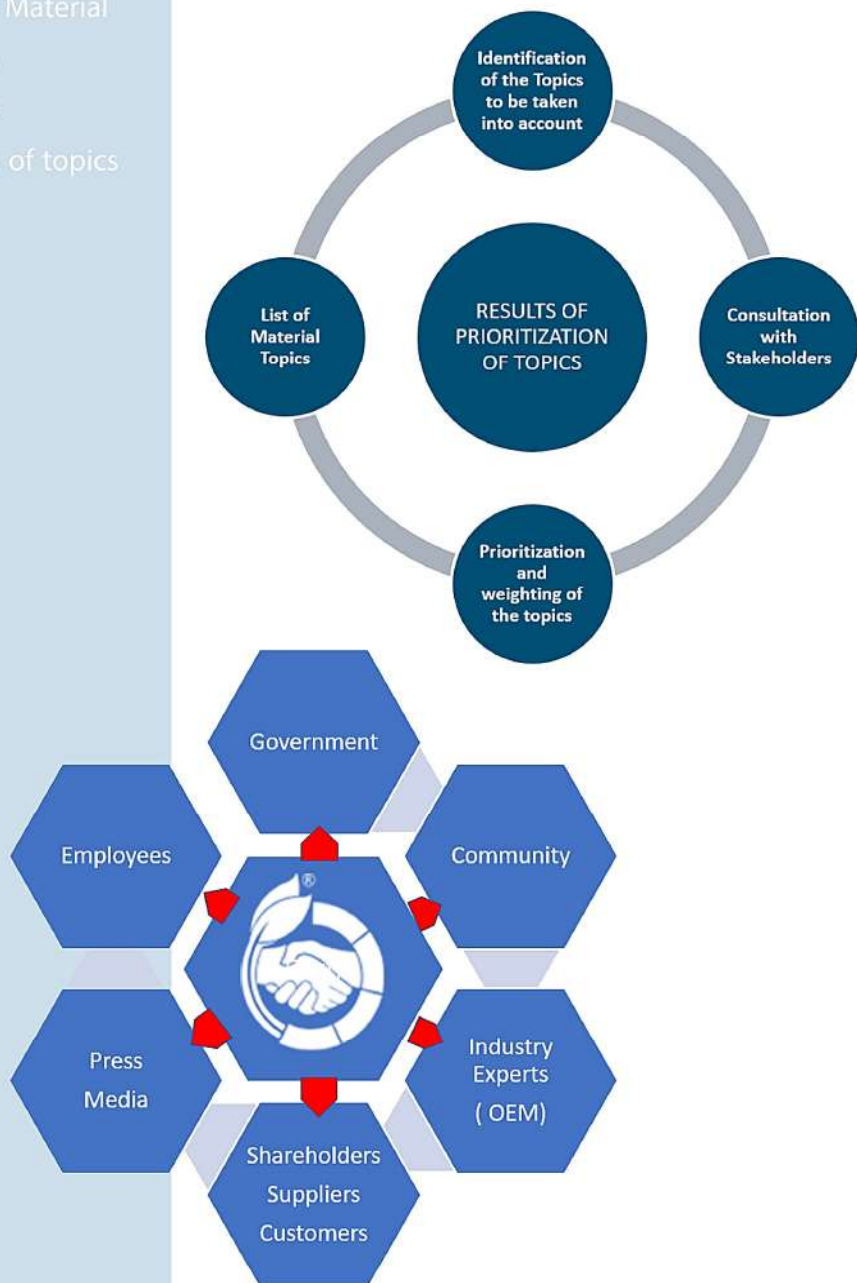 Material
of topics
Identification
of the Topics
to be taken
into account
List of
Material
Topics
RESULTS OF
PRIORITIZATION
OF TOPICS
Consultation
with
Stakeholders
Prioritization
and
weighting of
the topics
Government
Employees
Community
®
Press
Media
Industry
Experts
( OEM)
Shareholders
Suppliers
Customers